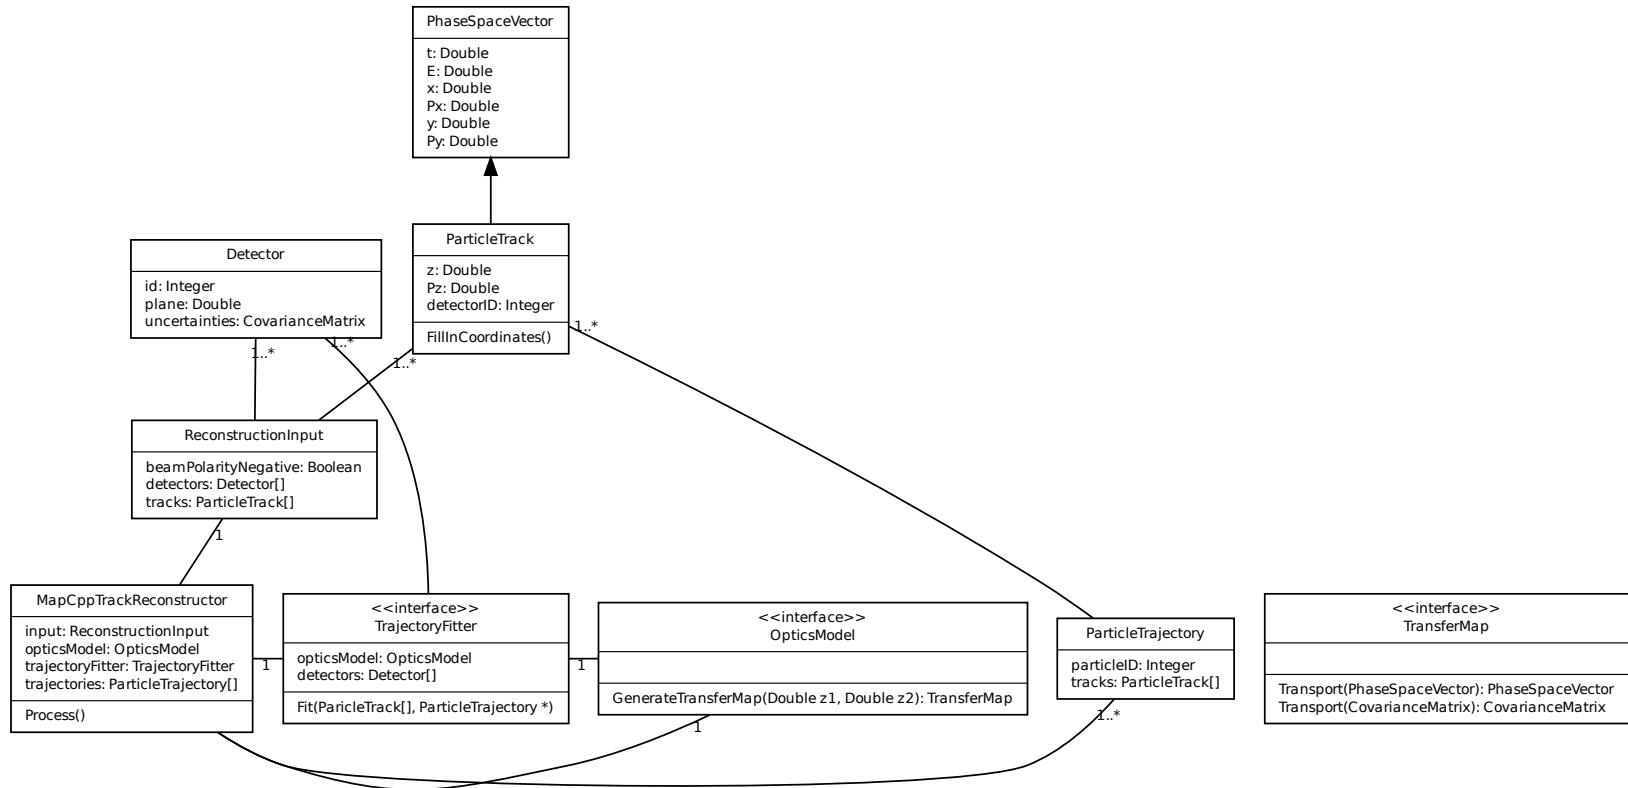 PhaseSpaceVector
t: Double
E: Double
x: Double
Px: Double
y: Double
Py: Double
Detector
id: Integer
plane: Double
uncertainties: CovarianceMatrix
1..*
1..*
ParticleTrack
z: Double
Pz: Double
detectorID: Integer
FillInCoordinates()
1..*
1..*
ReconstructionInput
beamPolarityNegative: Boolean
detectors: Detector[]
tracks: ParticleTrack[]
1
MapCppTrackReconstructor
input: ReconstructionInput
opticsModel: OpticsModel
trajectoryFitter: TrajectoryFitter
trajectories: ParticleTrajectory[]
Process()
1
<<interface>>
TrajectoryFitter
opticsModel: OpticsModel
detectors: Detector[]
Fit(ParicleTrack[], ParticleTrajectory *)
1
<<interface>>
OpticsModel
GenerateTransferMap(Double z1, Double z2): TransferMap
1
ParticleTrajectory
particleID: Integer
tracks: ParticleTrack[]
1..*
<<interface>>
TransferMap
Transport(PhaseSpaceVector): PhaseSpaceVector
Transport(CovarianceMatrix): CovarianceMatrix